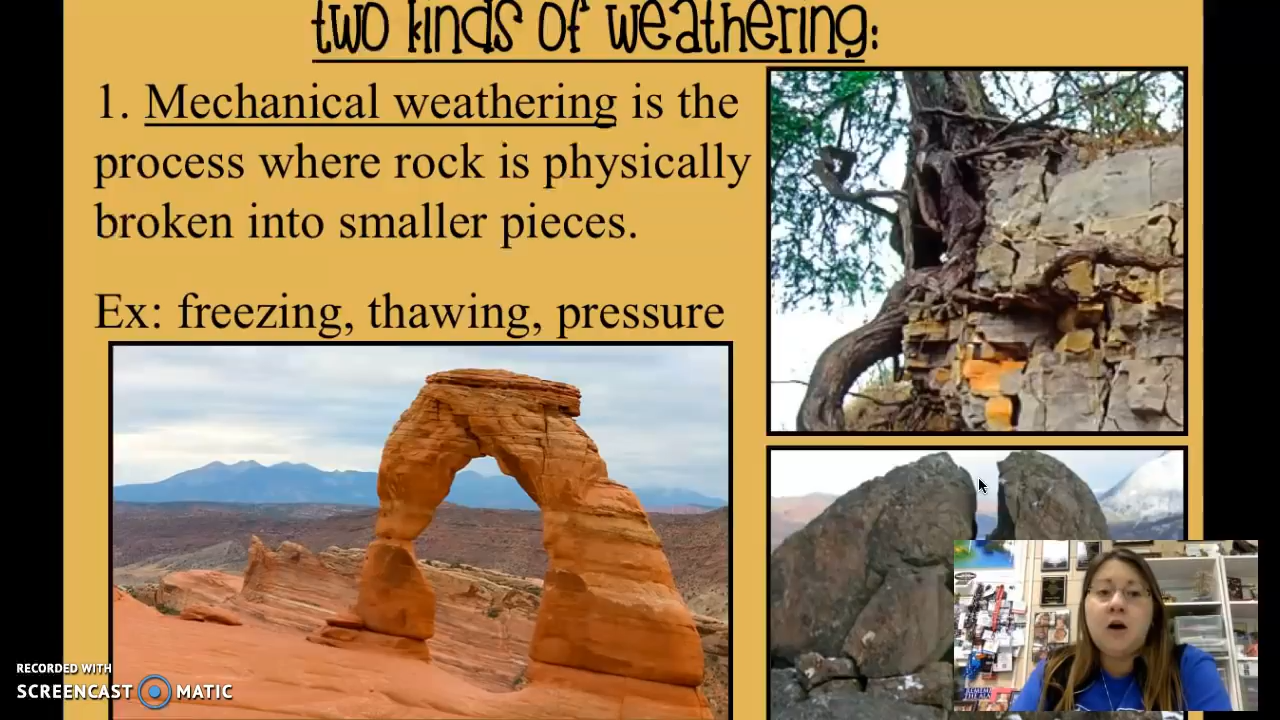 two kinds of weathering:
1. Mechanical weathering is the
process where rock is physically
broken into smaller pieces.
Ex: freezing, thawing, pressure
RECORDED WITH
SCREENCAST MATIC